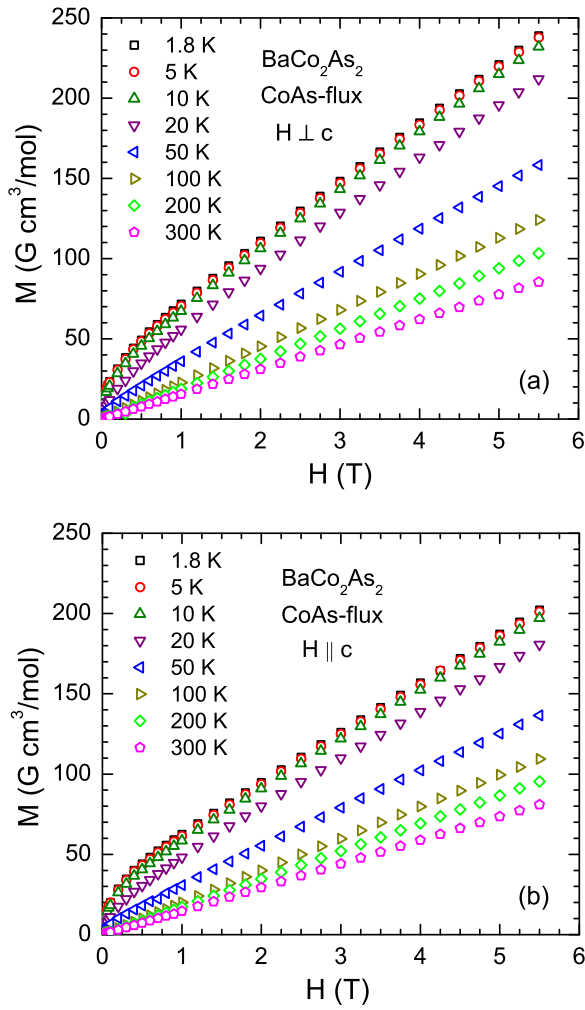 250
200
150
100
50
0
M (G cm³/mol)
1.8 K
5 K
10 K
20 K
50 K
100 K
200 K
300 K
BaCo₂As₂
CoAs-flux
H ⊥ c
(a)
0 1 2 3 4 5 6
H (T)
250
200
150
100
50
0
M (G cm³/mol)
1.8 K
5 K
10 K
20 K
50 K
100 K
200 K
300 K
BaCo₂As₂
CoAs-flux
H || c
(b)
0 1 2 3 4 5 6
H (T)